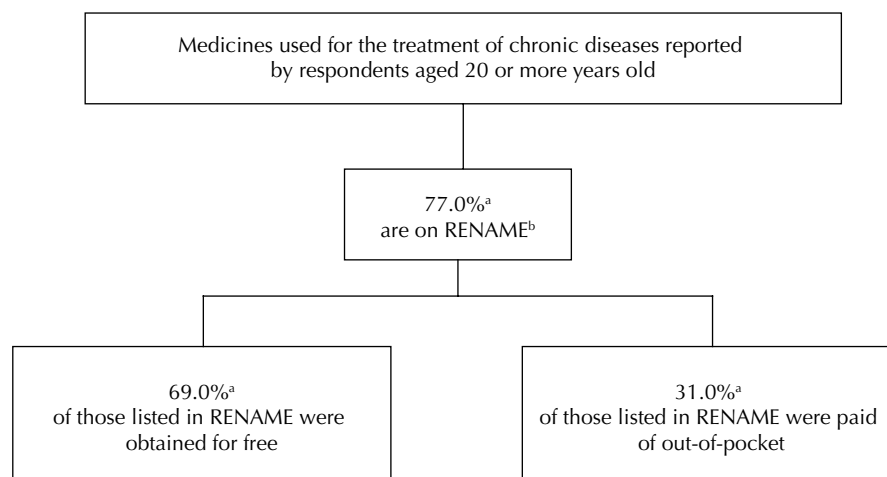 Medicines used for the treatment of chronic diseases reported
by respondents aged 20 or more years old
77.0%ᵃ
are on RENAMEᵇ
69.0%ᵃ
of those listed in RENAME were
obtained for free
31.0%ᵃ
of those listed in RENAME were paid
of out-of-pocket